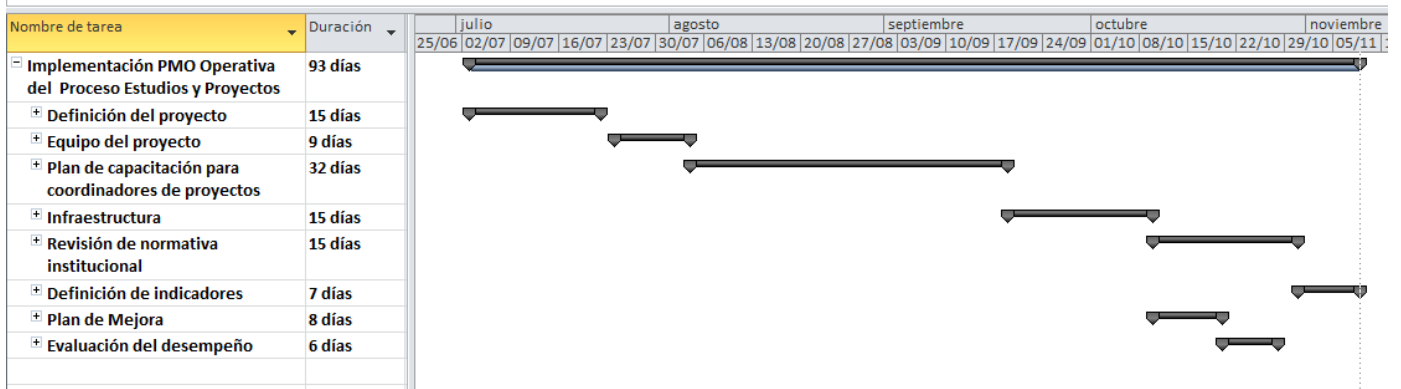 Nombre de tarea Duración julio agosto septiembre octubre noviembre
25/06 02/07 09/07 16/07 23/07 30/07 06/08 13/08 20/08 27/08 03/09 10/09 17/09 24/09 01/10 08/10 15/10 22/10 29/10 05/11
Implementación PMO Operativa 93 días
del Proceso Estudios y Proyectos
Definición del proyecto 15 días
Equipo del proyecto 9 días
Plan de capacitación para 32 días
coordinadores de proyectos
Infraestructura 15 días
Revisión de normativa 15 días
institucional
Definición de indicadores 7 días
Plan de Mejora 8 días
Evaluación del desempeño 6 días